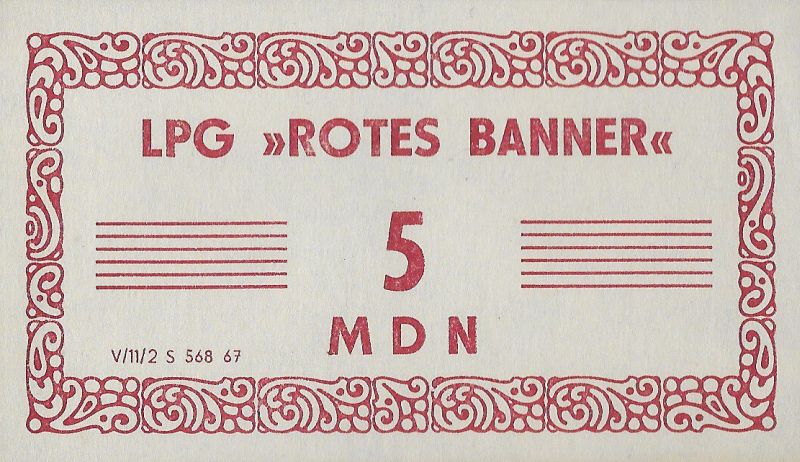 LPG »ROTES BANNER«
5
MDN
V/11/2 S 568 67